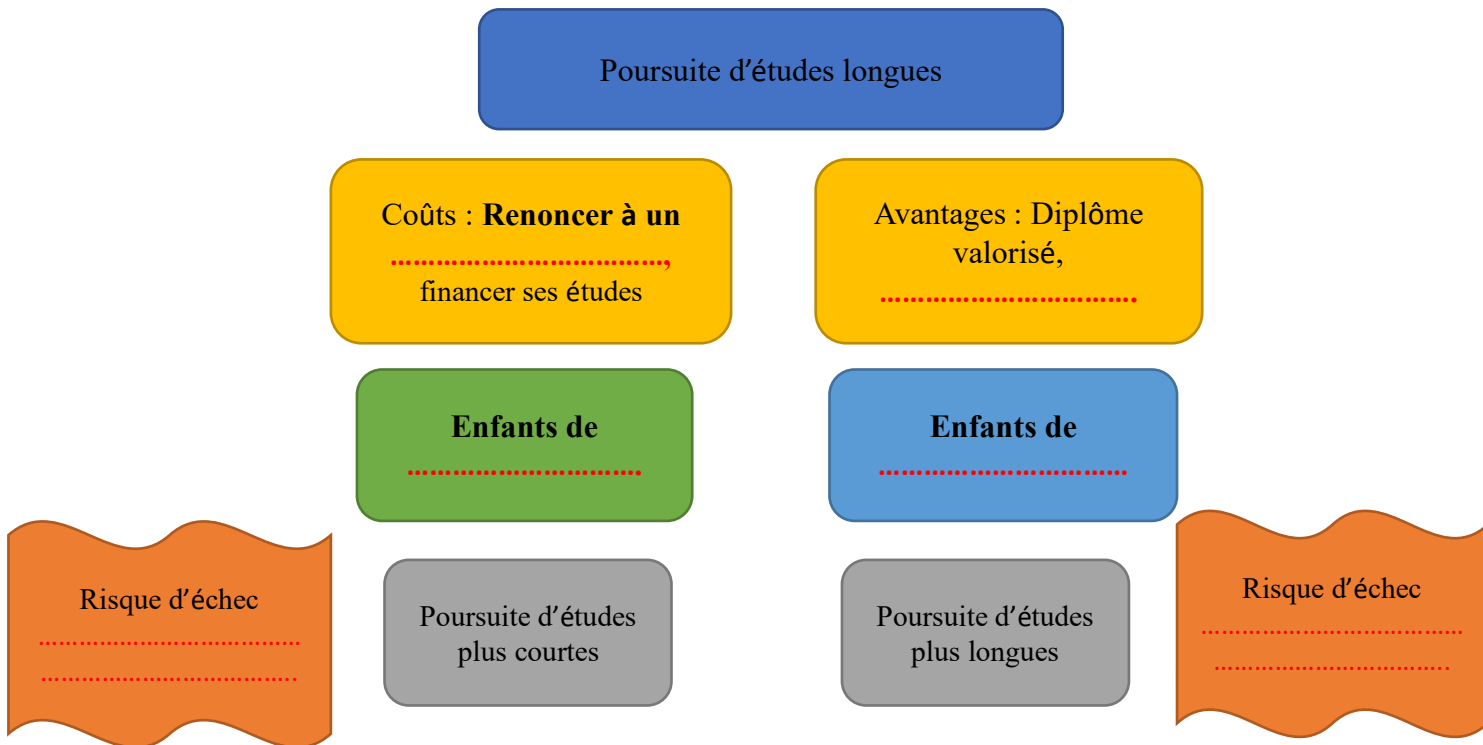 Poursuite d'études longues
Coûts : Renoncer à un
………………………………,
financer ses études
Avantages : Diplôme
valorisé,
…………………………….
Enfants de
………………………….
Enfants de
……………………………
Risque d'échec
……………………………..
…………………………….
Poursuite d'études
plus courtes
Poursuite d'études
plus longues
Risque d'échec
……………………………..
…………………………..